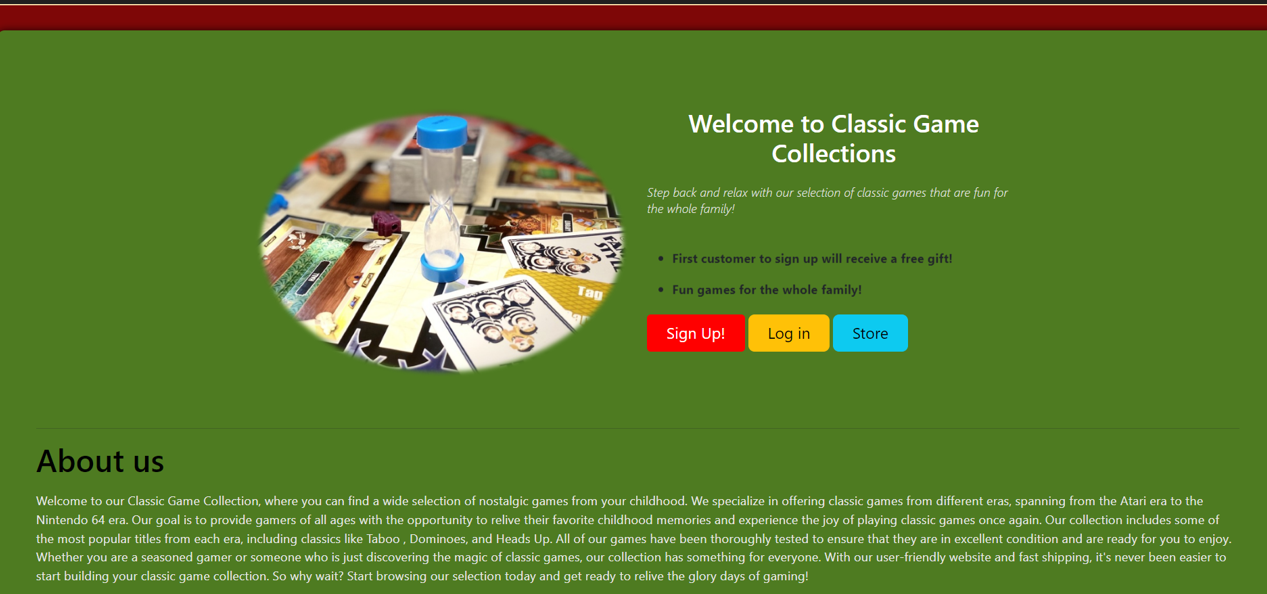 Welcome to Classic Game
Collections
Step back and relax with our selection of classic games that are fun for
the whole family!
First customer to sign up will receive a free gift!
Fun games for the whole family!
Sign Up!
Log in
Store
About us
Welcome to our Classic Game Collection, where you can find a wide selection of nostalgic games from your childhood. We specialize in offering classic games from different eras, spanning from the Atari era to the
Nintendo 64 era. Our goal is to provide gamers of all ages with the opportunity to relive their favorite childhood memories and experience the joy of playing classic games once again. Our collection includes some of
the most popular titles from each era, including classics like Taboo , Dominoes, and Heads Up. All of our games have been thoroughly tested to ensure that they are in excellent condition and are ready for you to enjoy.
Whether you are a seasoned gamer or someone who is just discovering the magic of classic games, our collection has something for everyone. With our user-friendly website and fast shipping, it's never been easier to
start building your classic game collection. So why wait? Start browsing our selection today and get ready to relive the glory days of gaming!